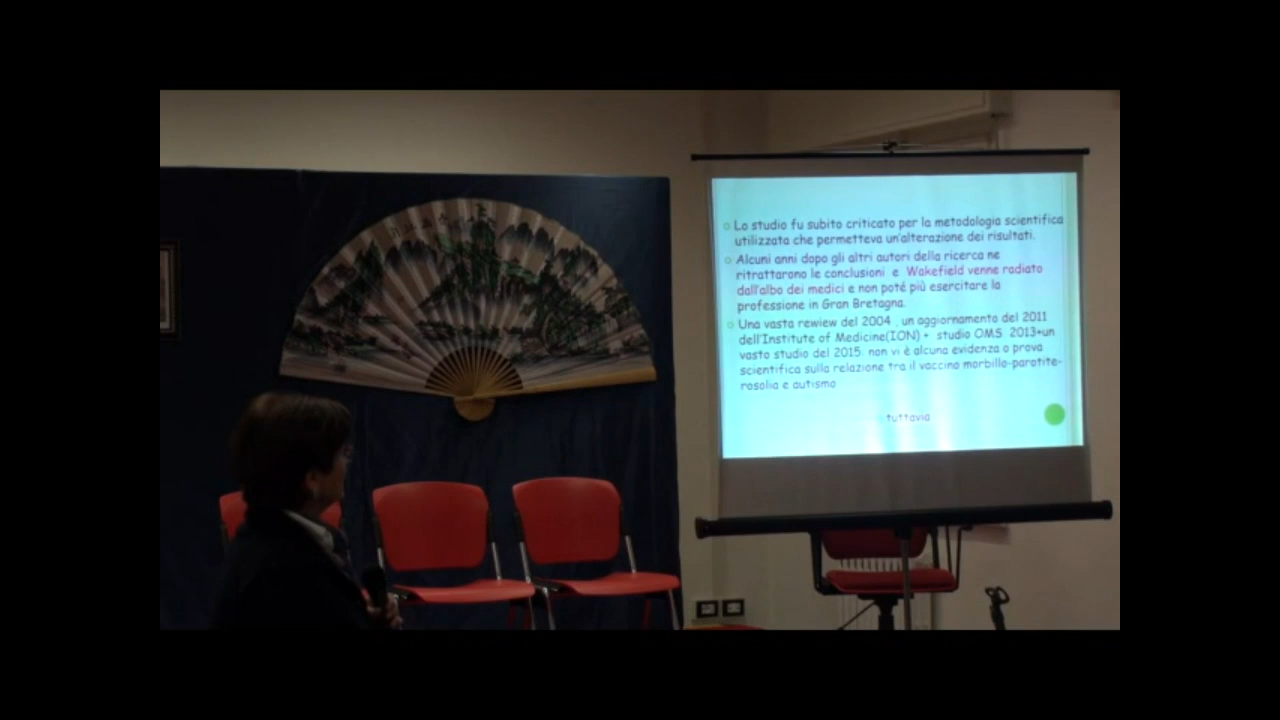 Lo studio fu subito criticato per la metodologia scientifica
utilizzata che permetteva un'alterazione dei risultati.
Alcuni anni dopo gli altri autori della ricerca ne
ritrattarono le conclusioni e Wakefield venne radiato
dall'albo dei medici e non poté più esercitare la
professione in Gran Bretagna.
Una vasta rewiew del 2004 , un aggiornamento del 2011
dell'Institute of Medicine(ION) + studio O.M.S. 2013+un
vasto studio del 2015: non vi è alcuna evidenza o prova
scientifica sulla relazione tra il vaccino morbillo-parotite-
rosolia e autismo
tuttavia